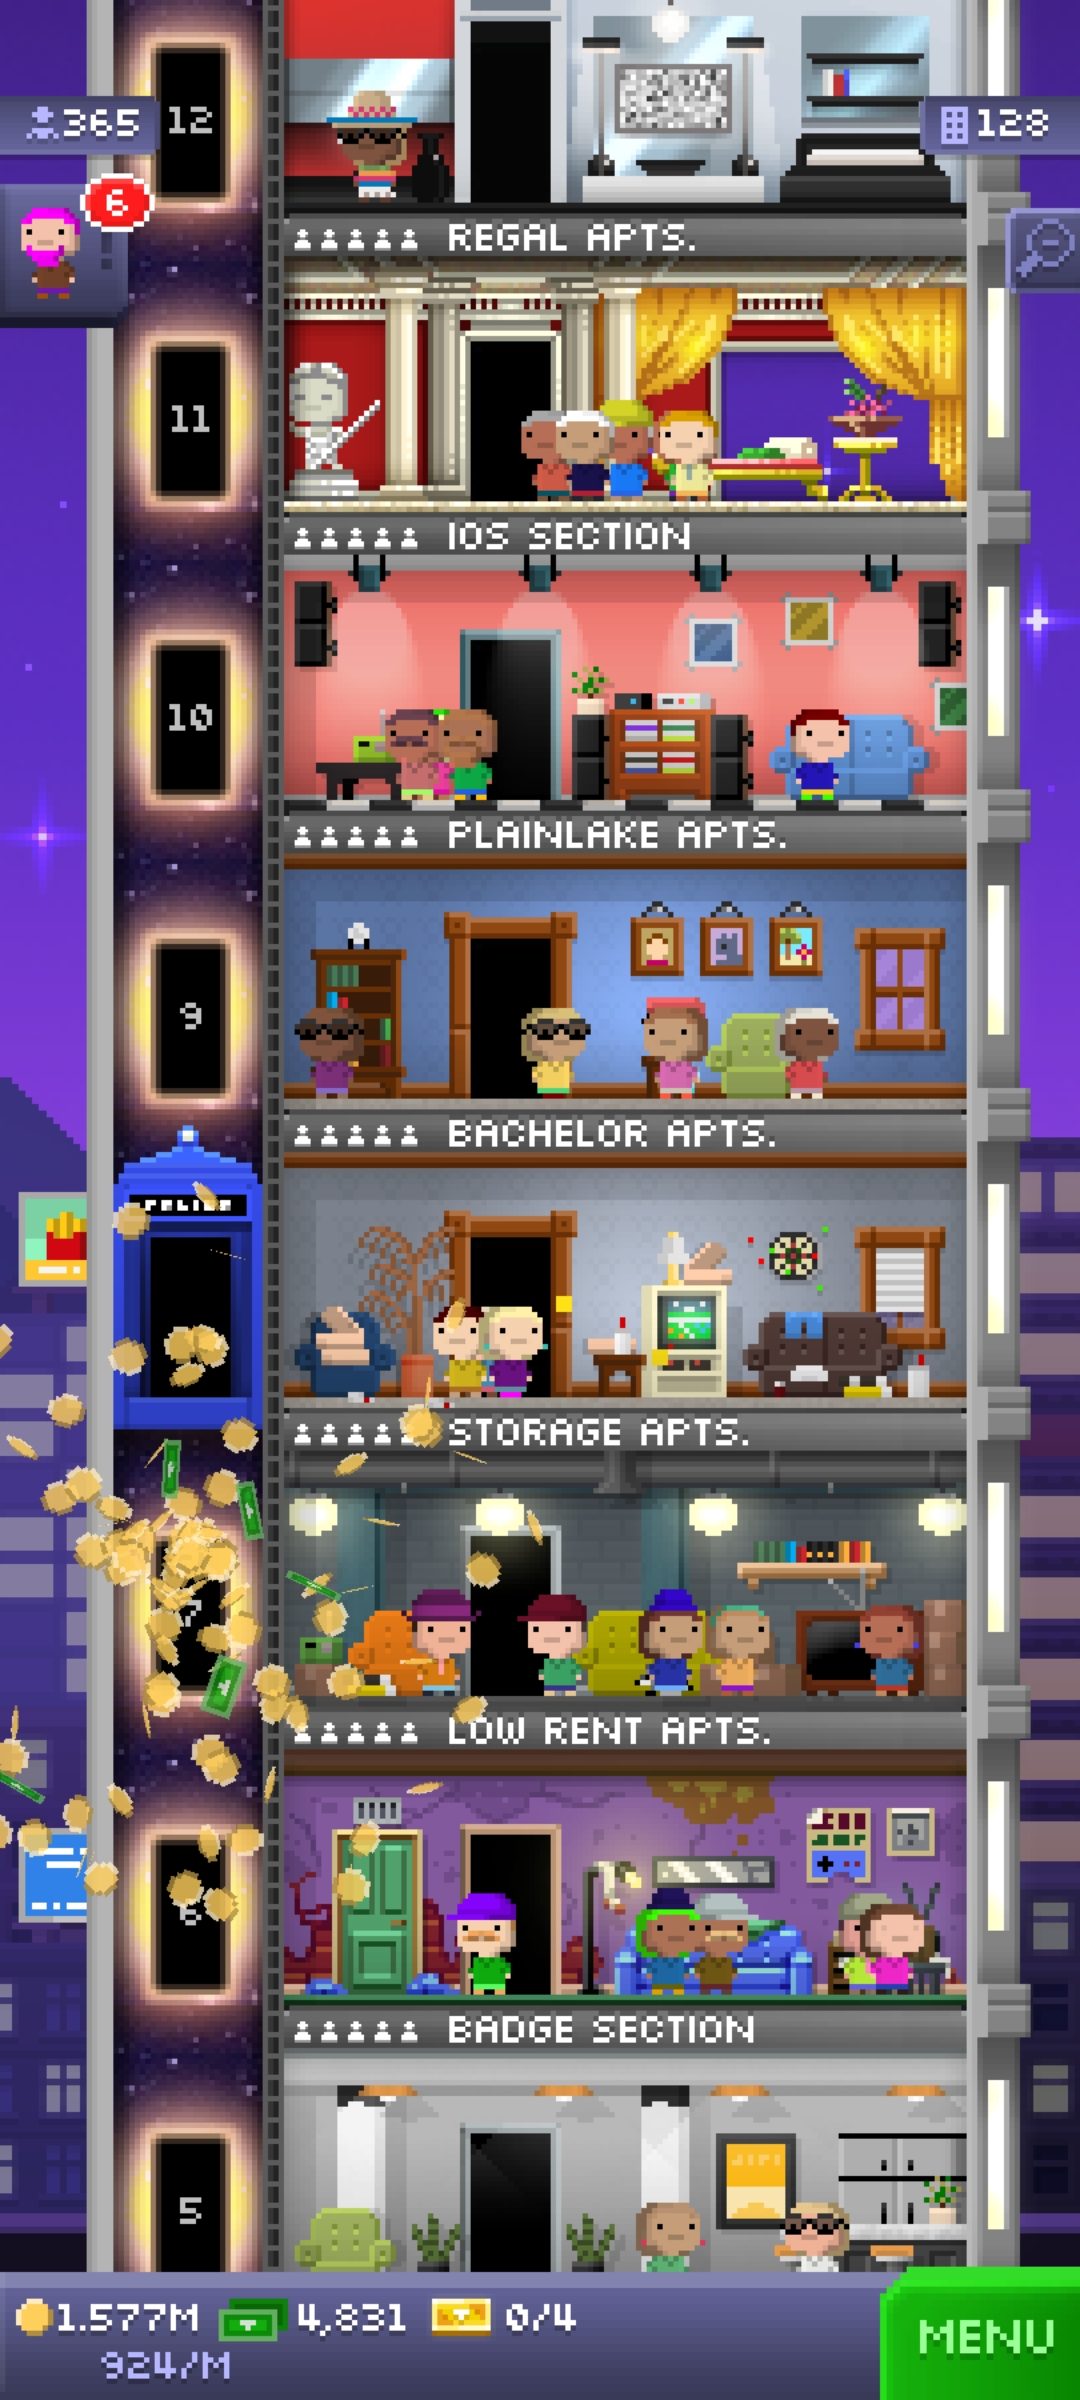 12
365
128
6
REGAL APTS.
11
IOS SECTION
10
PLAINLAKE APTS.
9
BACHELOR APTS.
POLICE
STORAGE APTS.
7
LOW RENT APTS.
6
BADGE SECTION
5
1.577M
4,831
0/4
924/M
MENU